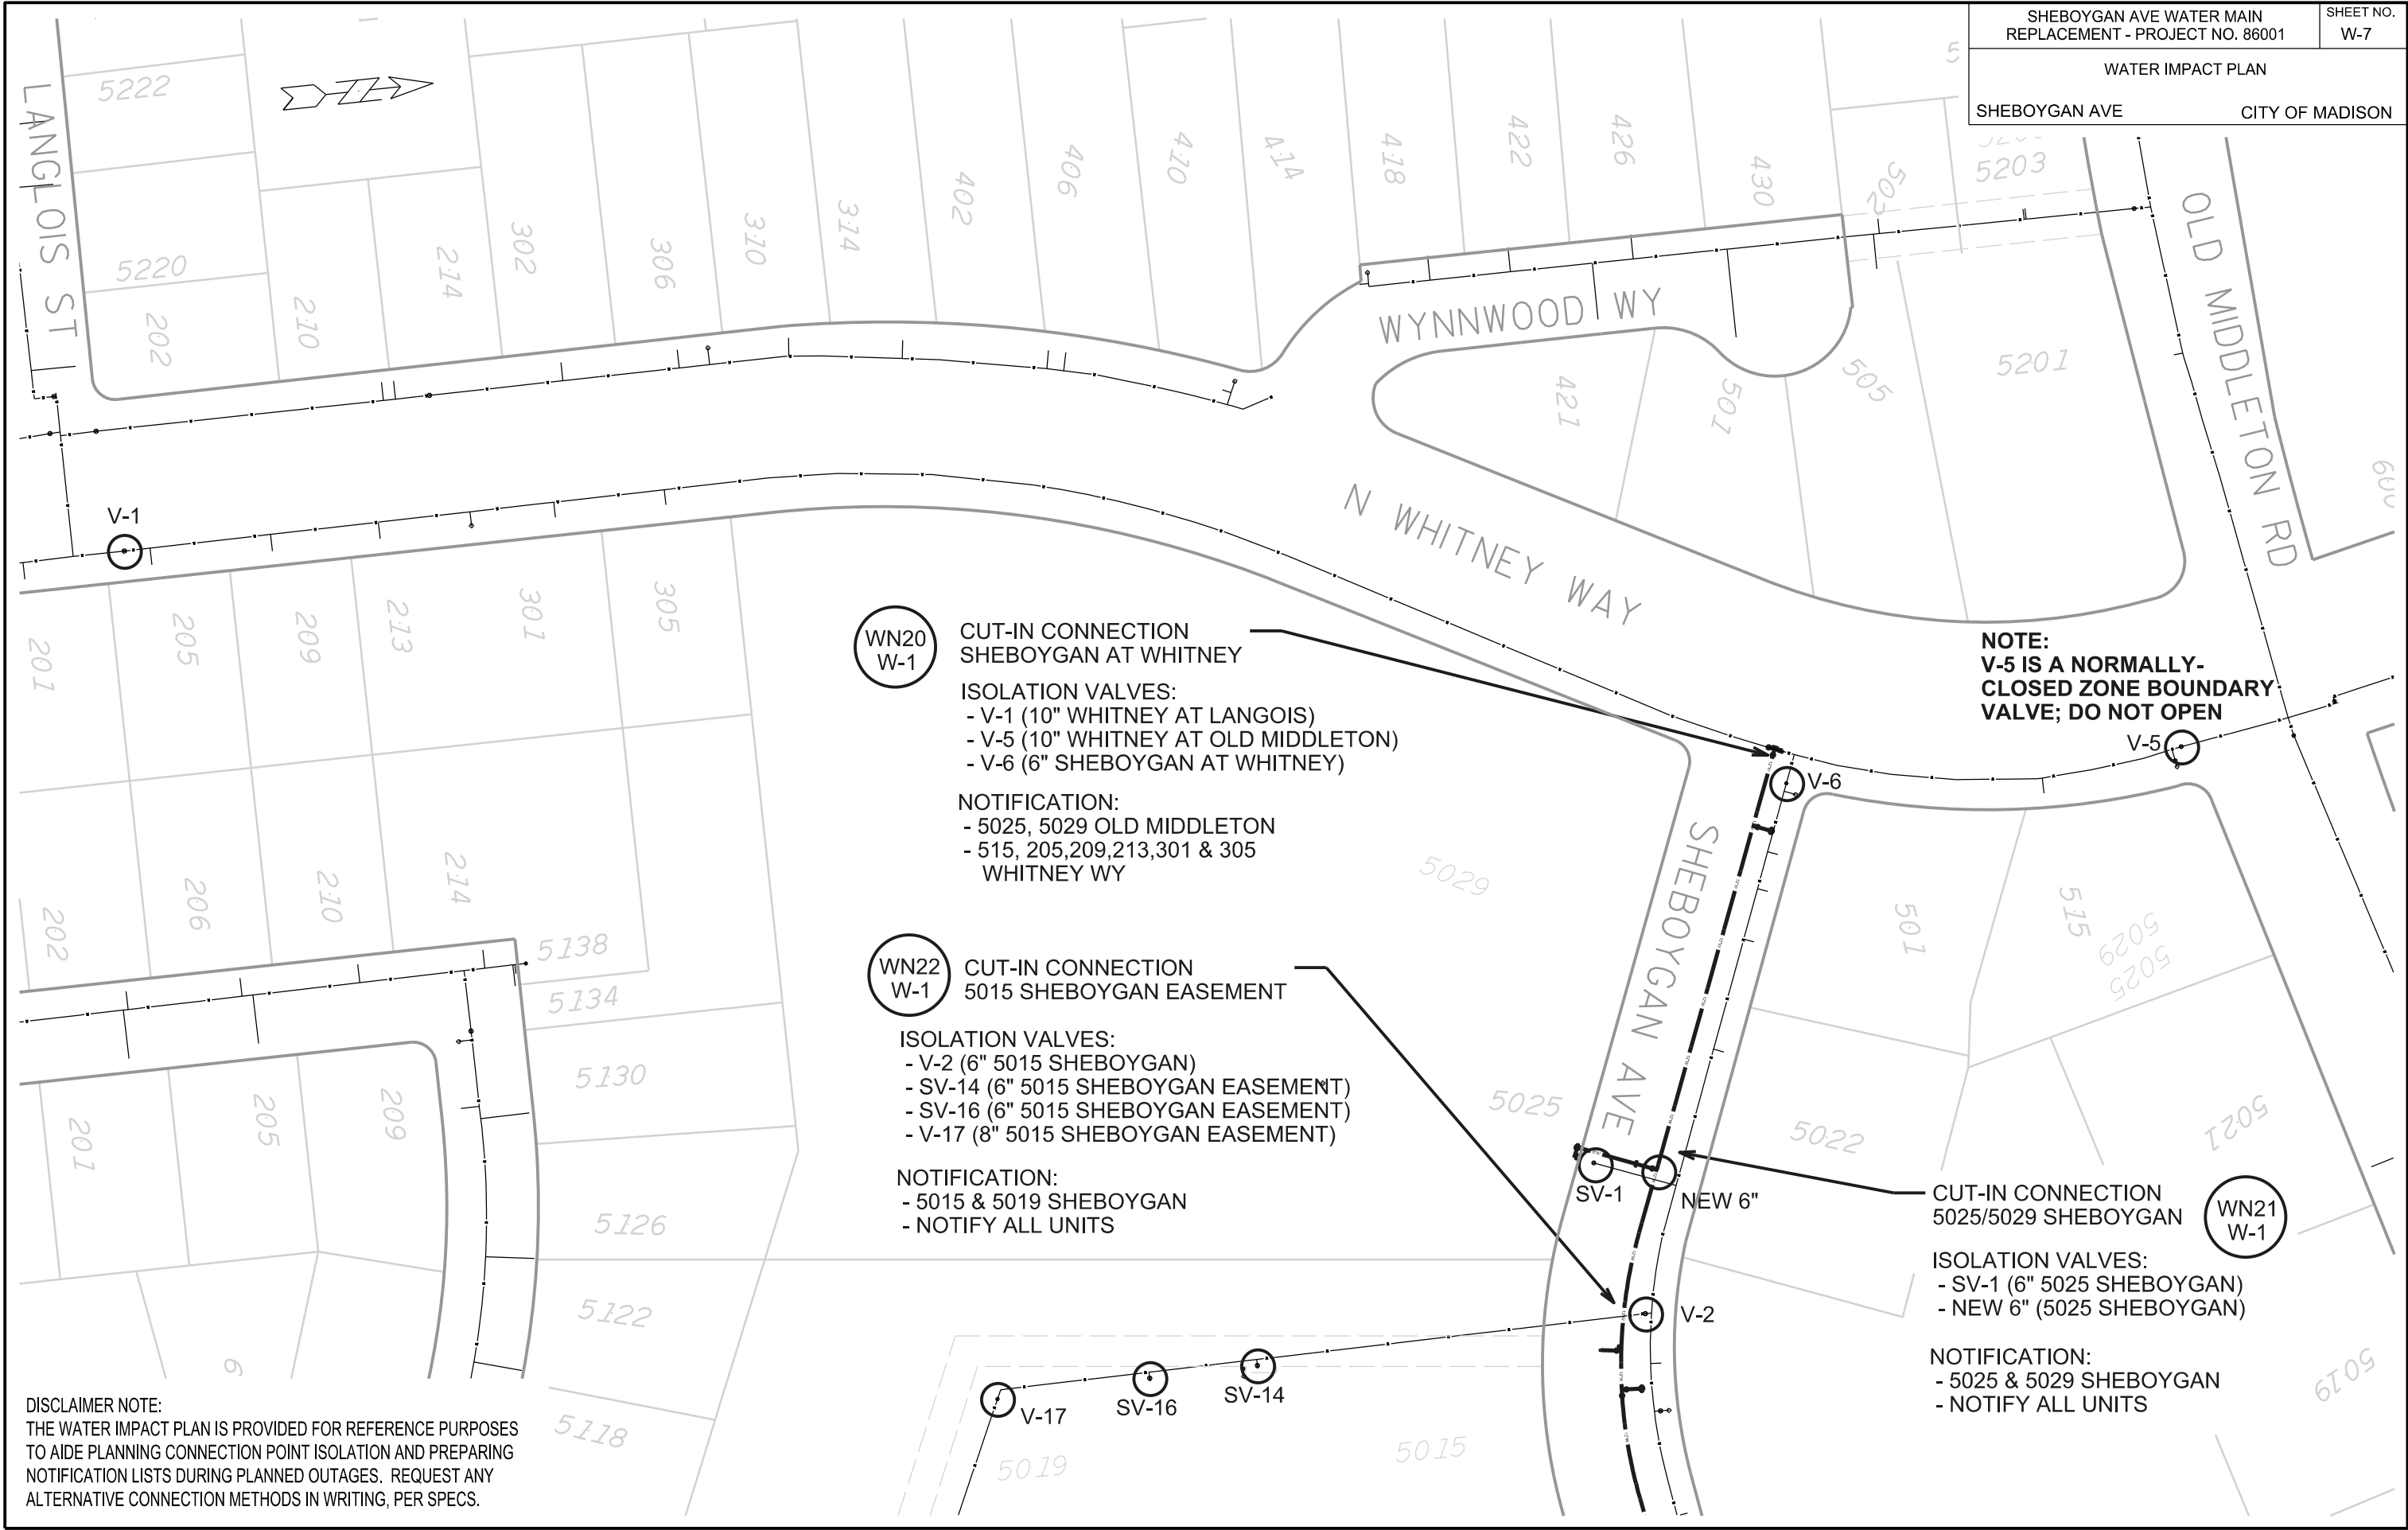 SHEBOYGAN AVE WATER MAIN
REPLACEMENT - PROJECT NO. 86001
SHEET NO.
W-7
WATER IMPACT PLAN
SHEBOYGAN AVE
CITY OF MADISON
LANGLOIS ST
5222
5220
202
210
214
302
306
310
314
402
406
410
414
418
422
426
430
502
5203
OLD MIDDLETON RD
WYNNWOOD WY
421
501
505
5201
600
N WHITNEY WAY
V-1
201
205
209
213
301
305
WN20
W-1
CUT-IN CONNECTION
SHEBOYGAN AT WHITNEY
ISOLATION VALVES:
- V-1 (10" WHITNEY AT LANGOIS)
- V-5 (10" WHITNEY AT OLD MIDDLETON)
- V-6 (6" SHEBOYGAN AT WHITNEY)
NOTIFICATION:
- 5025, 5029 OLD MIDDLETON
- 515, 205,209,213,301 & 305
WHITNEY WY
NOTE:
V-5 IS A NORMALLY-
CLOSED ZONE BOUNDARY
VALVE; DO NOT OPEN
V-5
V-6
SHEBOYGAN AVE
5029
501
515
5029
5025
202
206
210
214
5138
5134
5130
5126
5122
5118
201
205
209
6
WN22
W-1
CUT-IN CONNECTION
5015 SHEBOYGAN EASEMENT
ISOLATION VALVES:
- V-2 (6" 5015 SHEBOYGAN)
- SV-14 (6" 5015 SHEBOYGAN EASEMENT)
- SV-16 (6" 5015 SHEBOYGAN EASEMENT)
- V-17 (8" 5015 SHEBOYGAN EASEMENT)
NOTIFICATION:
- 5015 & 5019 SHEBOYGAN
- NOTIFY ALL UNITS
5025
5022
5021
SV-1
NEW 6"
CUT-IN CONNECTION
5025/5029 SHEBOYGAN
WN21
W-1
ISOLATION VALVES:
- SV-1 (6" 5025 SHEBOYGAN)
- NEW 6" (5025 SHEBOYGAN)
NOTIFICATION:
- 5025 & 5029 SHEBOYGAN
- NOTIFY ALL UNITS
V-2
SV-14
SV-16
V-17
5019
5015
5019
DISCLAIMER NOTE:
THE WATER IMPACT PLAN IS PROVIDED FOR REFERENCE PURPOSES
TO AIDE PLANNING CONNECTION POINT ISOLATION AND PREPARING
NOTIFICATION LISTS DURING PLANNED OUTAGES. REQUEST ANY
ALTERNATIVE CONNECTION METHODS IN WRITING, PER SPECS.